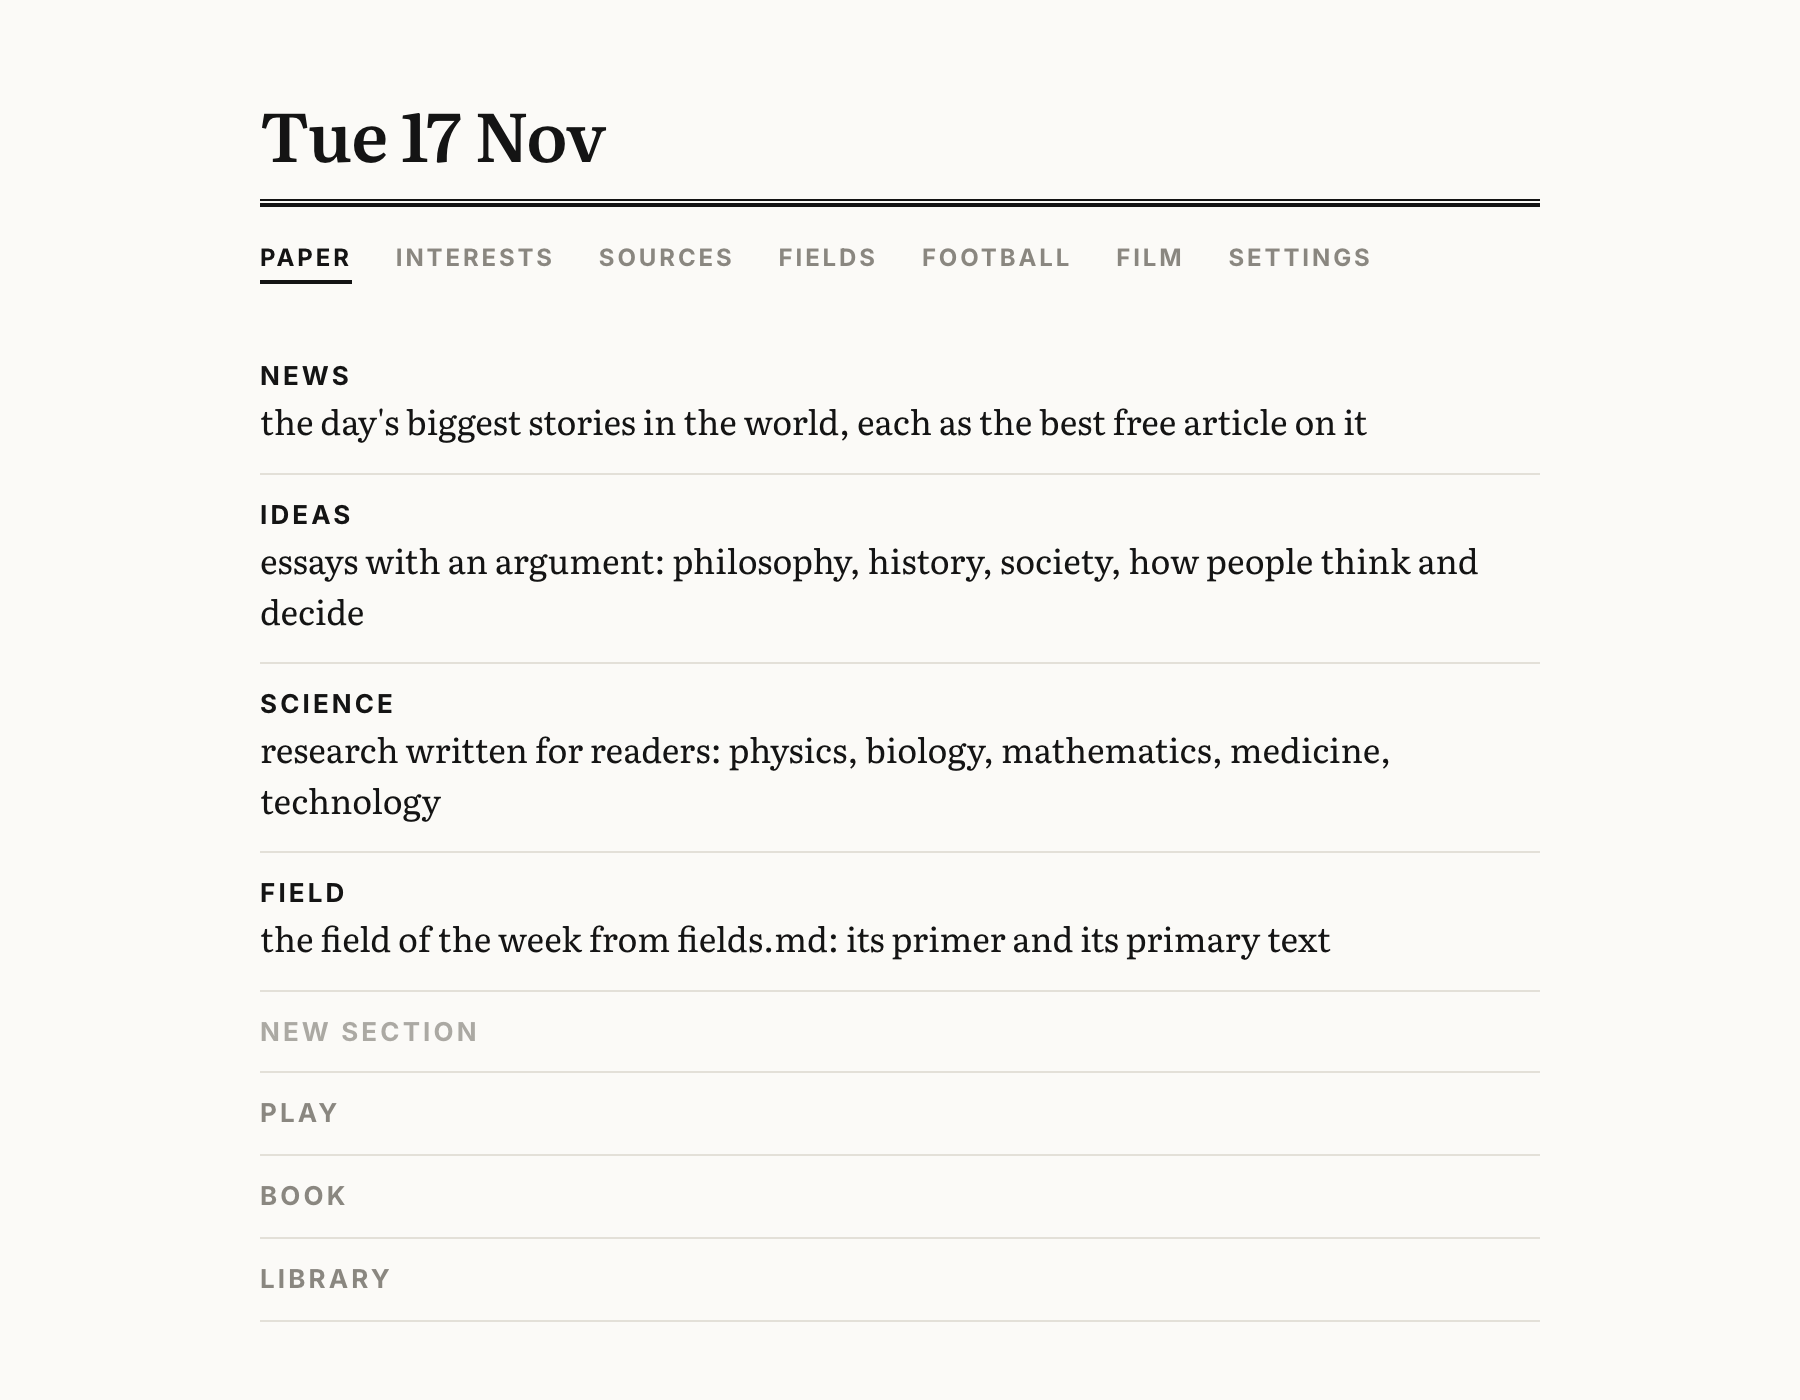 Tue 17 Nov
PAPER INTERESTS SOURCES FIELDS FOOTBALL FILM SETTINGS
NEWS
the day's biggest stories in the world, each as the best free article on it
IDEAS
essays with an argument: philosophy, history, society, how people think and
decide
SCIENCE
research written for readers: physics, biology, mathematics, medicine,
technology
FIELD
the field of the week from fields.md: its primer and its primary text
NEW SECTION
PLAY
BOOK
LIBRARY